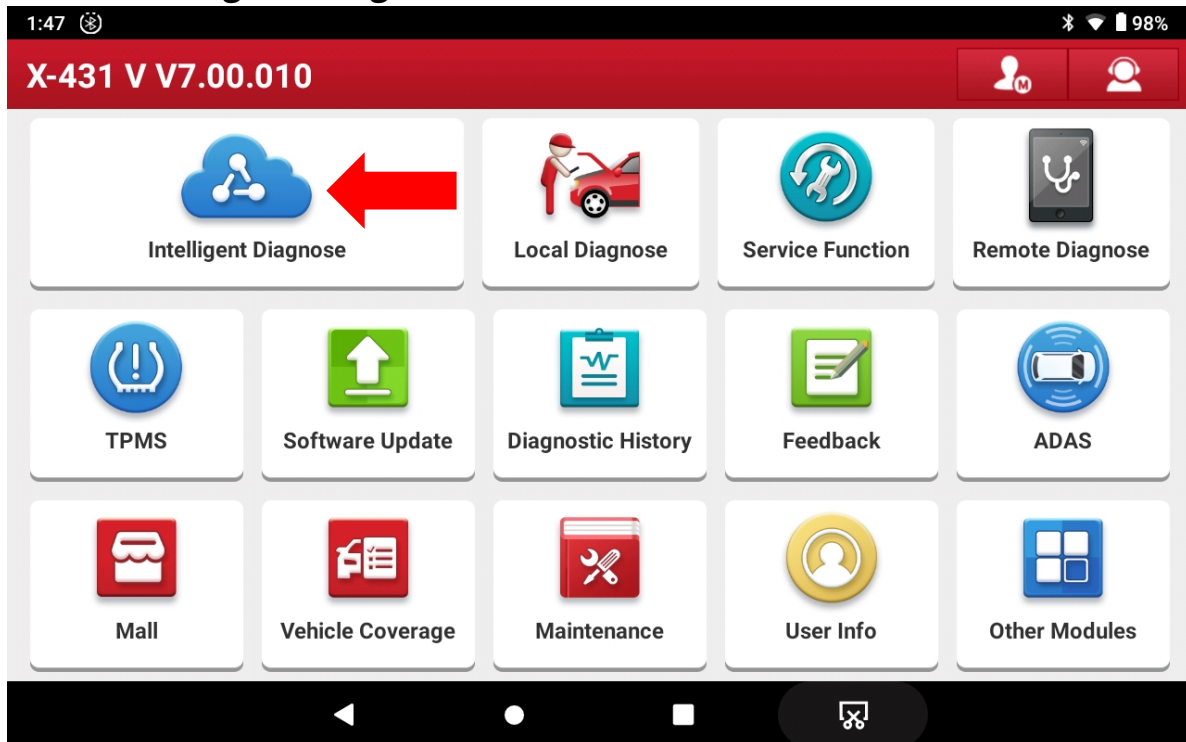 1:47
98%
X-431 V V7.00.010
M
Intelligent Diagnose
Local Diagnose
Service Function
Remote Diagnose
TPMS
Software Update
Diagnostic History
Feedback
ADAS
Mall
Vehicle Coverage
Maintenance
User Info
Other Modules